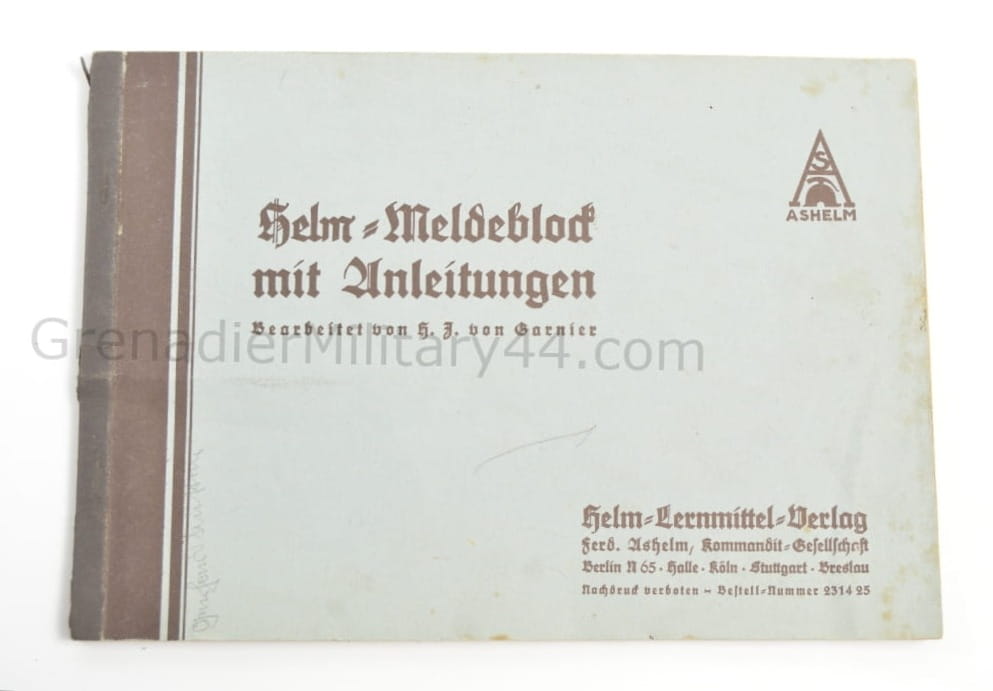 ASHELM
Helm-Meldeblock
mit Anleitungen
Bearbeitet von H. J. von Garnier
GrenadierMilitary44.com
Helm-Lernmittel-Verlag
Ferd. Ashelm, Kommandit-Gesellschaft
Berlin N 65 · Halle · Köln · Stuttgart · Breslau
Nachdruck verboten – Bestell-Nummer 2314 25